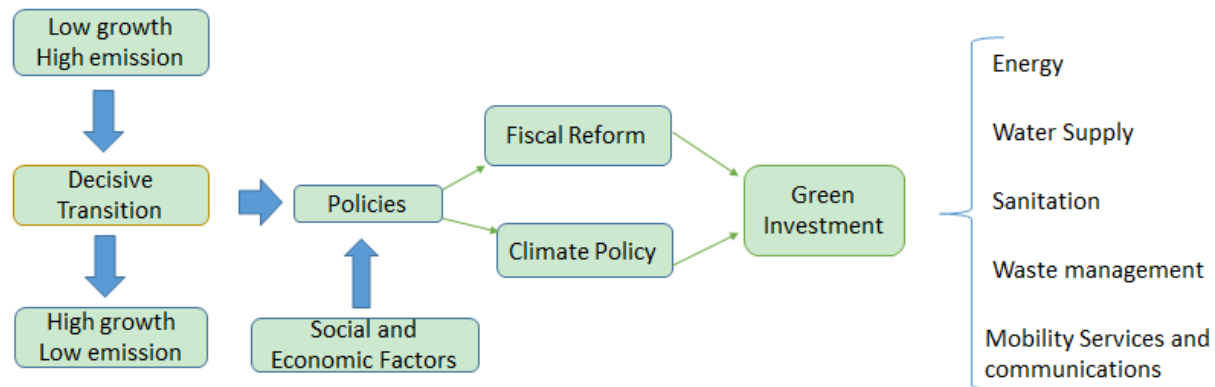 Low growth
High emission
Decisive
Transition
High growth
Low emission
Policies
Social and
Economic Factors
Fiscal Reform
Climate Policy
Green
Investment
Energy
Water Supply
Sanitation
Waste management
Mobility Services and
communications